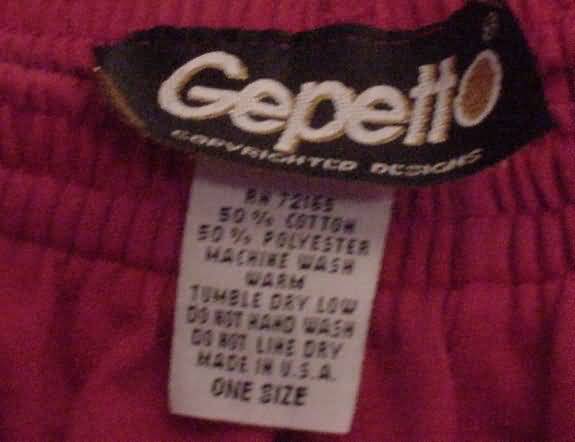 Gepetto
COPYRIGHTED DESIGNS
RN 72165
50% COTTON
50% POLYESTER
MACHINE WASH
WARM
TUMBLE DRY LOW
DO NOT HAND WASH
DO NOT LINE DRY
MADE IN U.S.A.
ONE SIZE